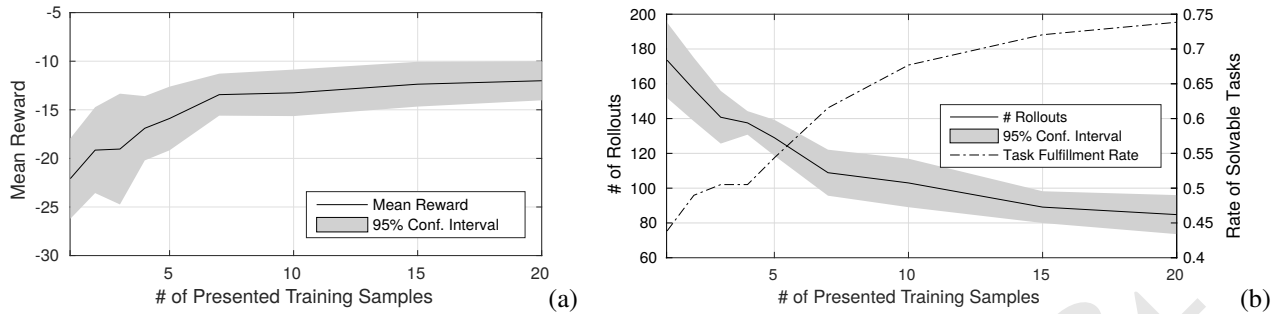 -5
-10
-15
-20
-25
-30
Mean Reward
Mean Reward
95% Conf. Interval
5
10
15
20
# of Presented Training Samples
(a)
200
180
160
140
120
100
80
60
# of Rollouts
# Rollouts
95% Conf. Interval
Task Fulfillment Rate
0.75
0.7
0.65
0.6
0.55
0.5
0.45
0.4
Rate of Solvable Tasks
5
10
15
20
# of Presented Training Samples
(b)